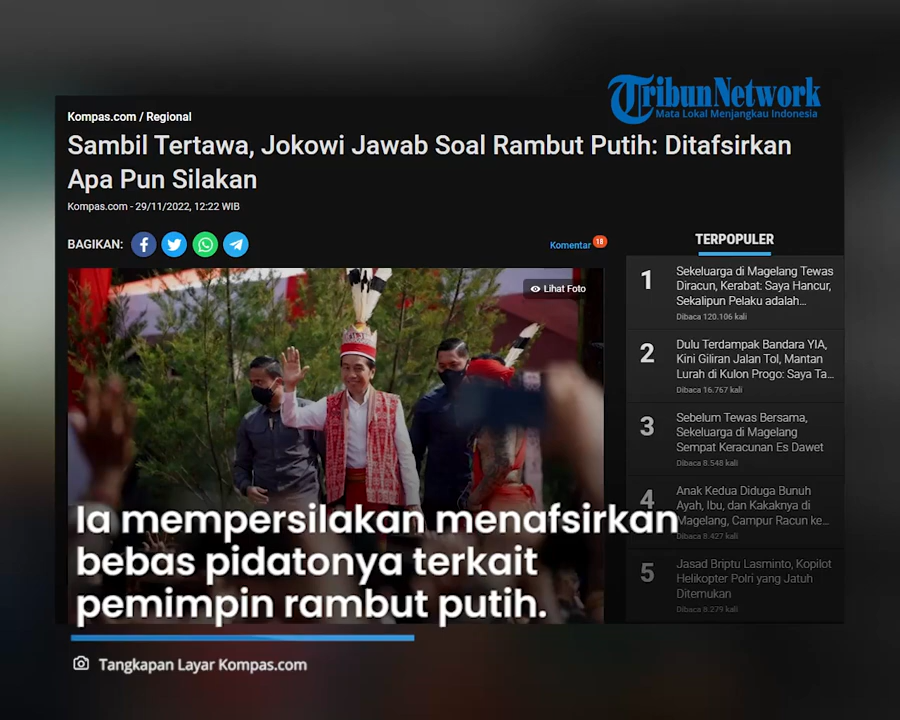 TribunNetwork
Mata Lokal Menjangkau Indonesia
Kompas.com / Regional
Sambil Tertawa, Jokowi Jawab Soal Rambut Putih: Ditafsirkan
Apa Pun Silakan
Kompas.com - 29/11/2022, 12:22 WIB
BAGIKAN:
Komentar 18
Lihat Foto
TERPOPULER
1
Sekeluarga di Magelang Tewas
Diracun, Kerabat: Saya Hancur,
Sekalipun Pelaku adalah...
Dibaca 120.106 kali
2
Dulu Terdampak Bandara YIA,
Kini Giliran Jalan Tol, Mantan
Lurah di Kulon Progo: Saya Ta...
Dibaca 16.767 kali
3
Sebelum Tewas Bersama,
Sekeluarga di Magelang
Sempat Keracunan Es Dawet
Dibaca 8.548 kali
4
Anak Kedua Diduga Bunuh
Ayah, Ibu, dan Kakaknya di
Magelang, Campur Racun ke...
Dibaca 8.427 kali
5
Jasad Briptu Lasminto, Kopilot
Helikopter Polri yang Jatuh
Ditemukan
Dibaca 8.279 kali
Ia mempersilakan menafsirkan
bebas pidatonya terkait
pemimpin rambut putih.
Tangkapan Layar Kompas.com